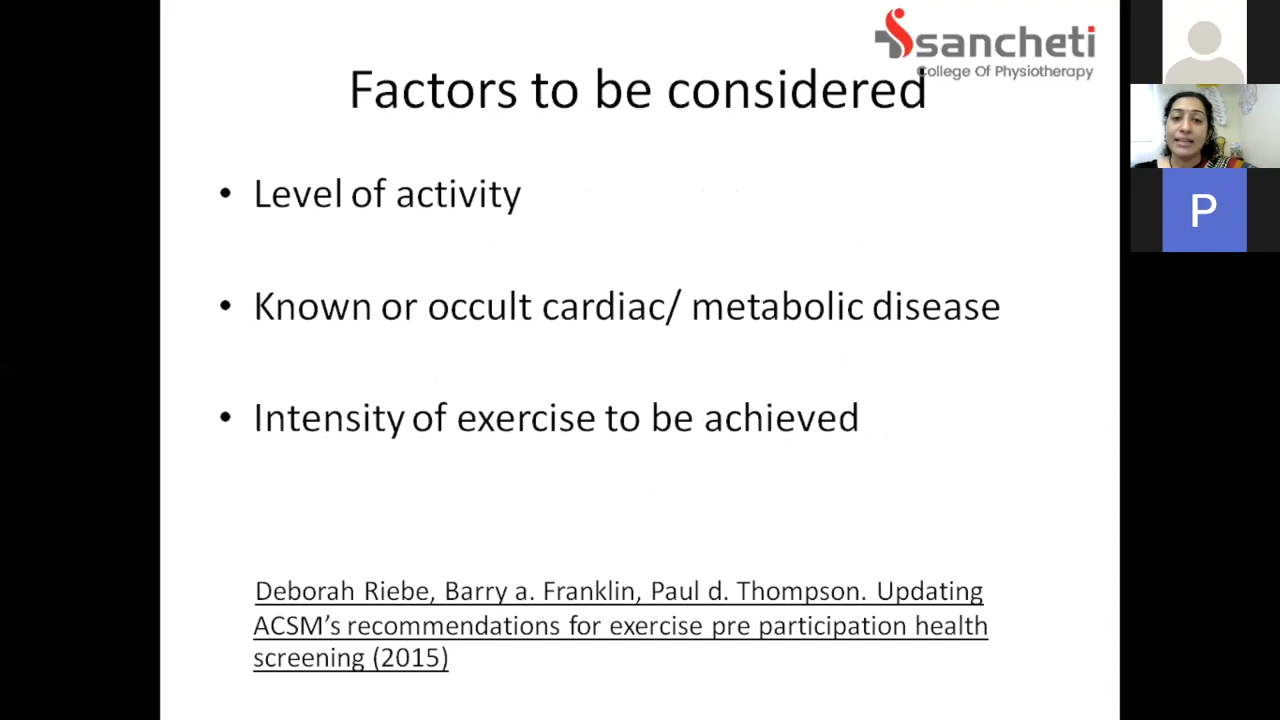 sancheti
College Of Physiotherapy
Factors to be considered
• Level of activity
• Known or occult cardiac/ metabolic disease
• Intensity of exercise to be achieved
Deborah Riebe, Barry a. Franklin, Paul d. Thompson. Updating
ACSM’s recommendations for exercise pre participation health
screening (2015)
P